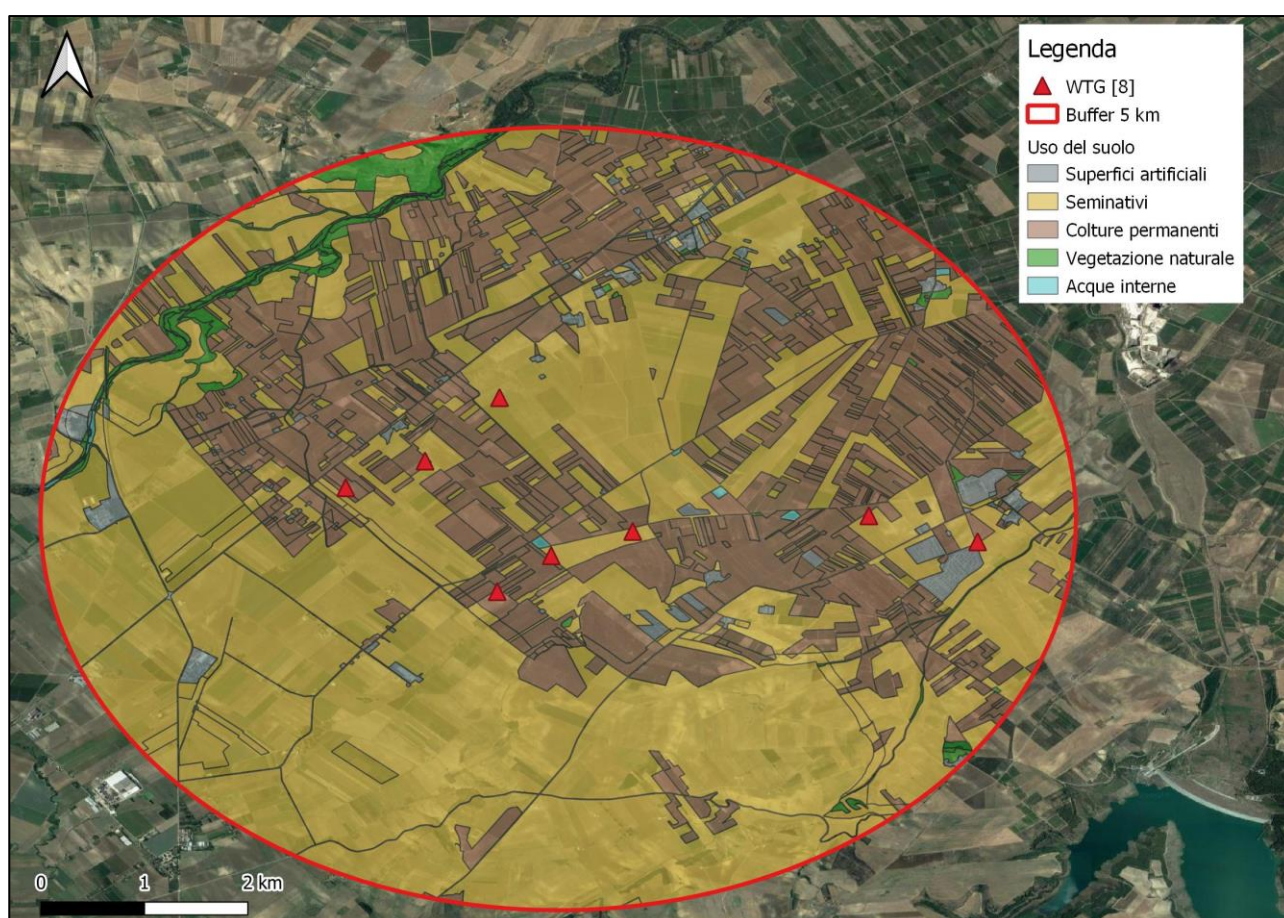 Legenda
WTG [8]
Buffer 5 km
Uso del suolo
Superfici artificiali
Seminativi
Colture permanenti
Vegetazione naturale
Acque interne
0 1 2 km